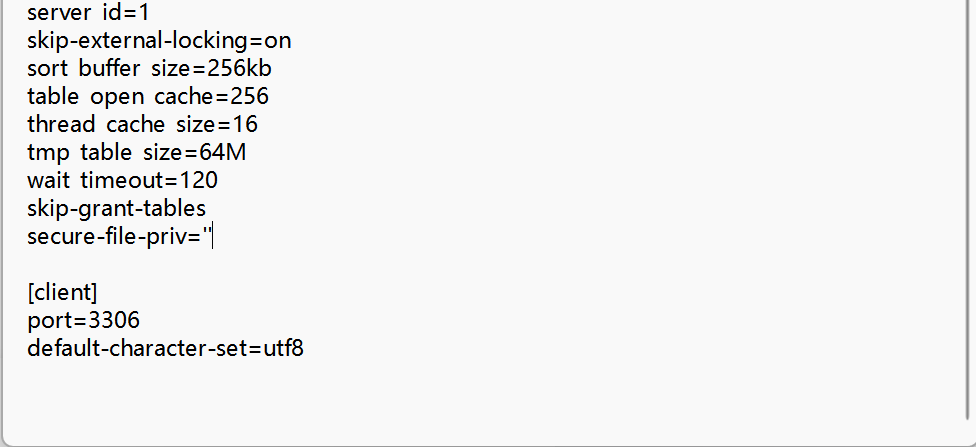 server id=1
skip-external-locking=on
sort buffer size=256kb
table open cache=256
thread cache size=16
tmp table size=64M
wait timeout=120
skip-grant-tables
secure-file-priv=''
[client]
port=3306
default-character-set=utf8